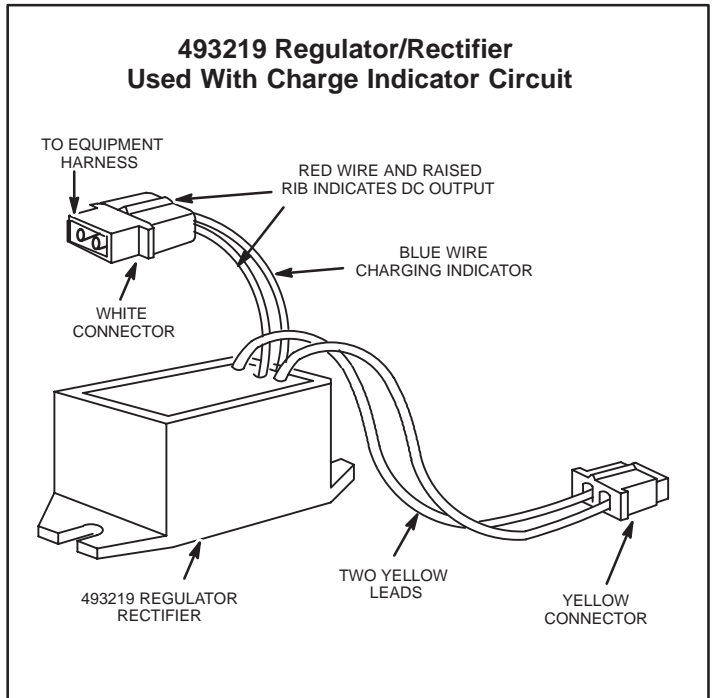 493219 Regulator/Rectifier
Used With Charge Indicator Circuit
TO EQUIPMENT
HARNESS
RED WIRE AND RAISED
RIB INDICATES DC OUTPUT
BLUE WIRE
CHARGING INDICATOR
WHITE
CONNECTOR
493219 REGULATOR
RECTIFIER
TWO YELLOW
LEADS
YELLOW
CONNECTOR